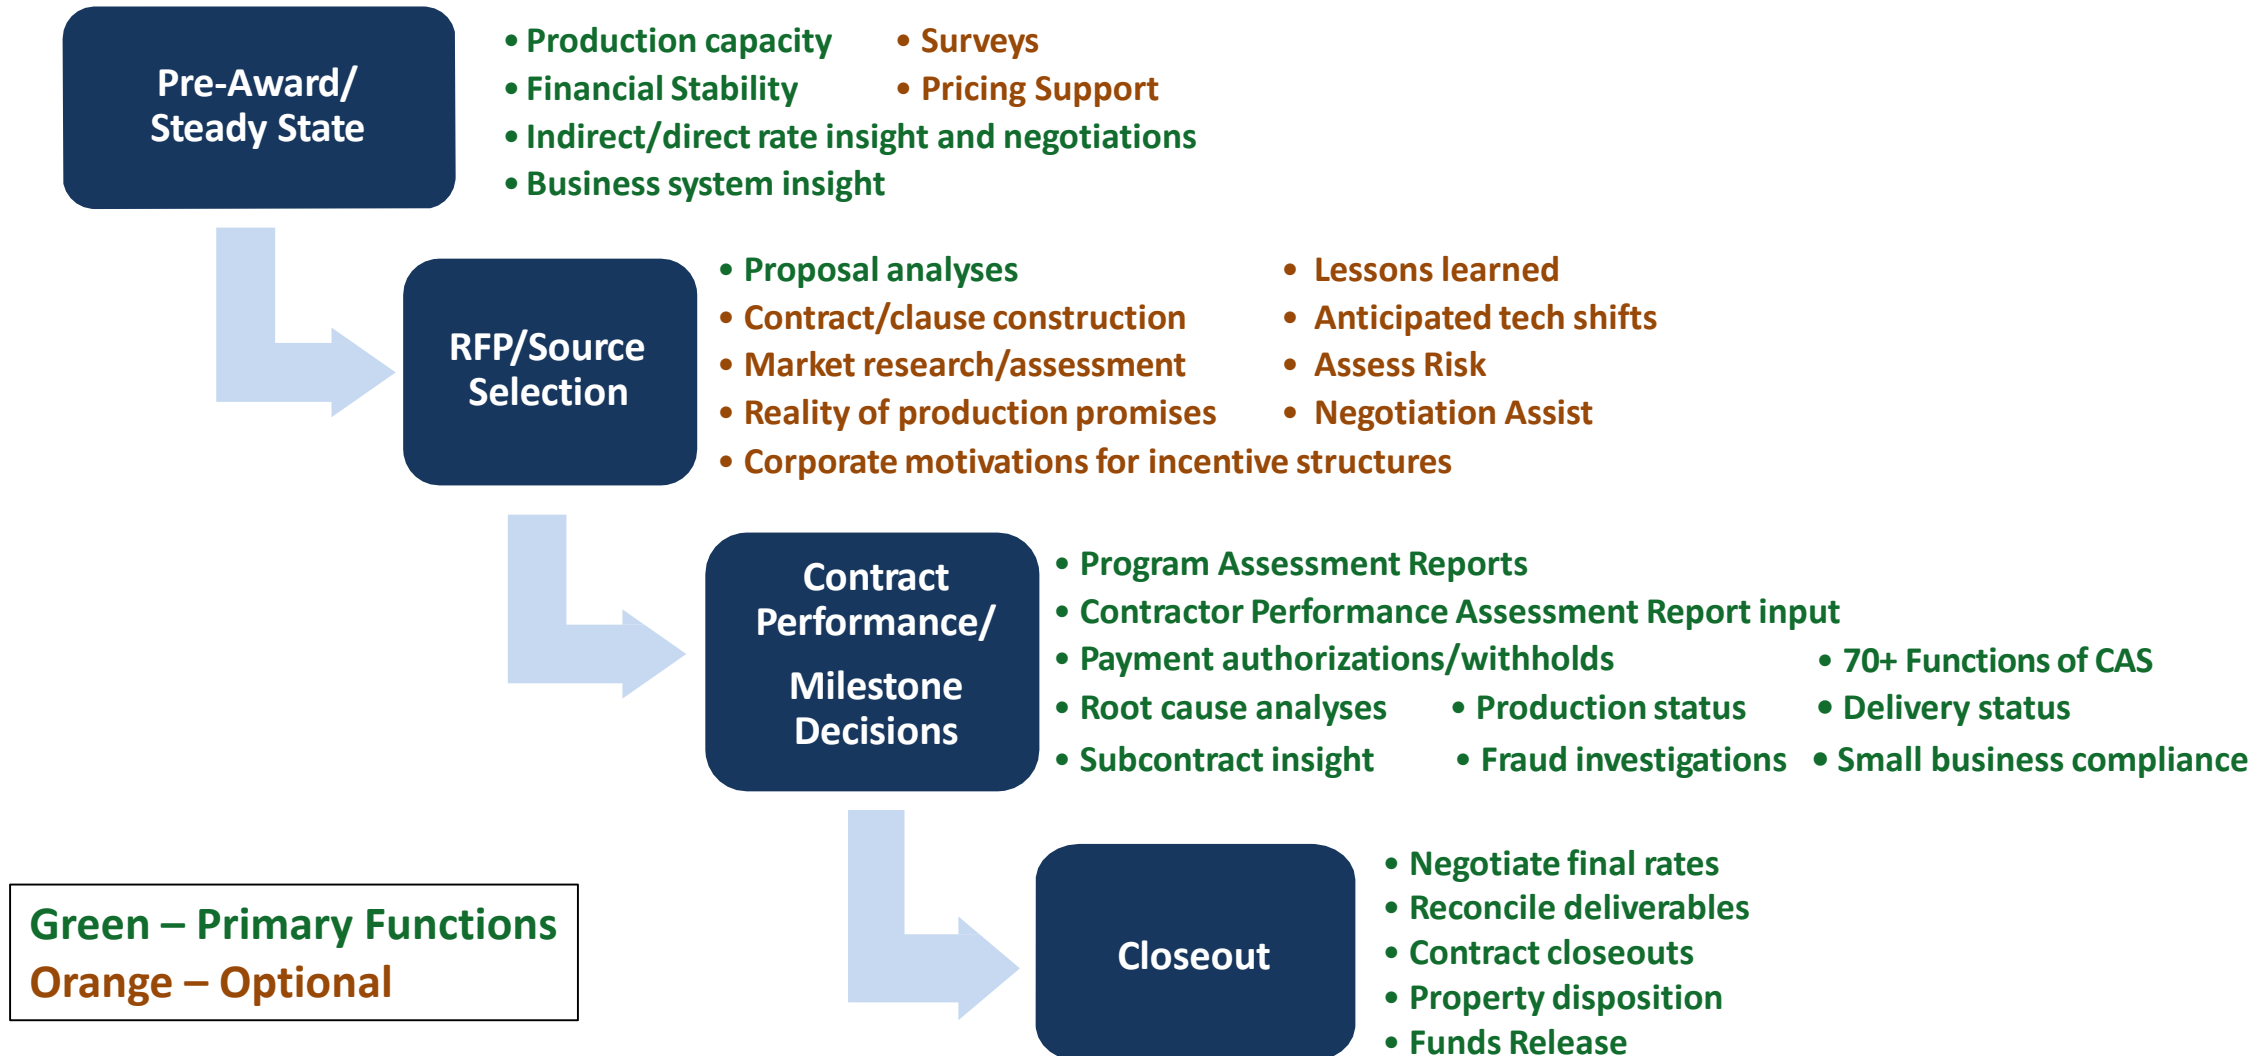 Pre-Award/
Steady State
• Production capacity
• Surveys
• Financial Stability
• Pricing Support
• Indirect/direct rate insight and negotiations
• Business system insight
RFP/Source
Selection
• Proposal analyses
• Lessons learned
• Contract/clause construction
• Anticipated tech shifts
• Market research/assessment
• Assess Risk
• Reality of production promises
• Negotiation Assist
• Corporate motivations for incentive structures
Contract
Performance/
Milestone
Decisions
• Program Assessment Reports
• Contractor Performance Assessment Report input
• Payment authorizations/withholds
• 70+ Functions of CAS
• Root cause analyses
• Production status
• Delivery status
• Subcontract insight
• Fraud investigations
• Small business compliance
Closeout
• Negotiate final rates
• Reconcile deliverables
• Contract closeouts
• Property disposition
• Funds Release
Green – Primary Functions
Orange – Optional